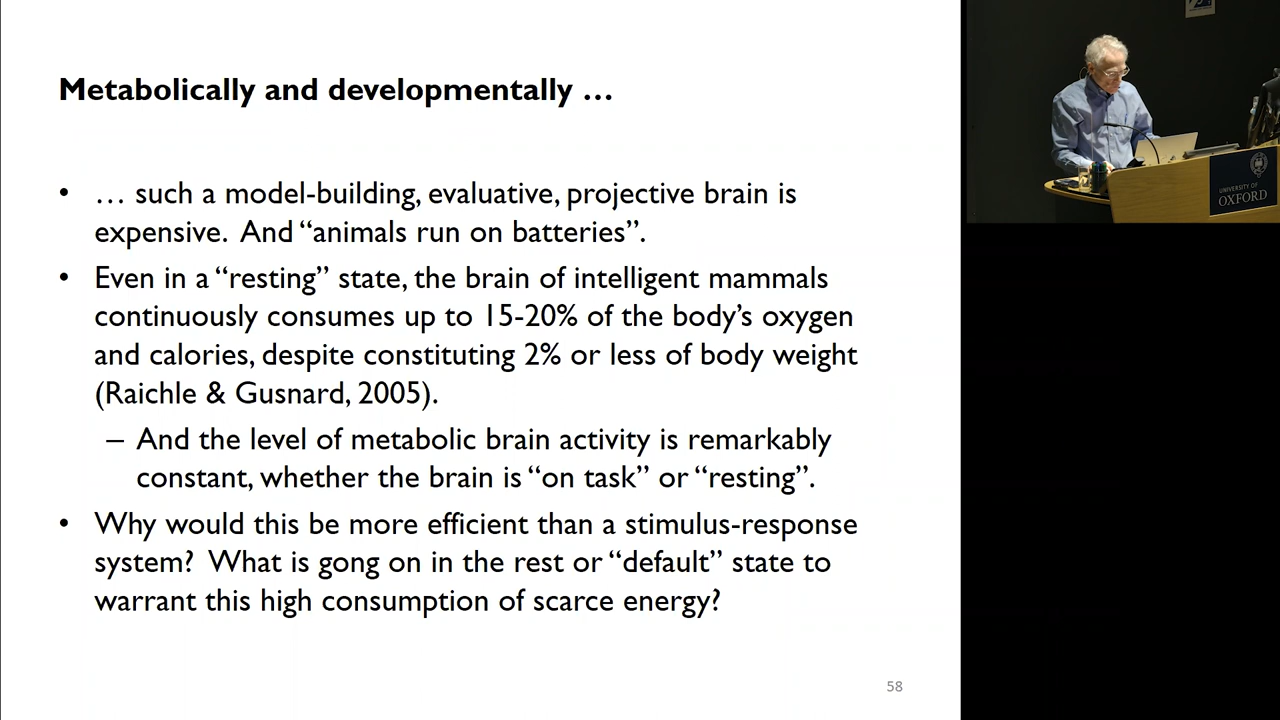 Metabolically and developmentally …
• … such a model-building, evaluative, projective brain is
expensive. And “animals run on batteries”.
• Even in a “resting” state, the brain of intelligent mammals
continuously consumes up to 15-20% of the body’s oxygen
and calories, despite constituting 2% or less of body weight
(Raichle & Gusnard, 2005).
– And the level of metabolic brain activity is remarkably
constant, whether the brain is “on task” or “resting”.
• Why would this be more efficient than a stimulus-response
system? What is gong on in the rest or “default” state to
warrant this high consumption of scarce energy?
58
UNIVERSITY OF
OXFORD